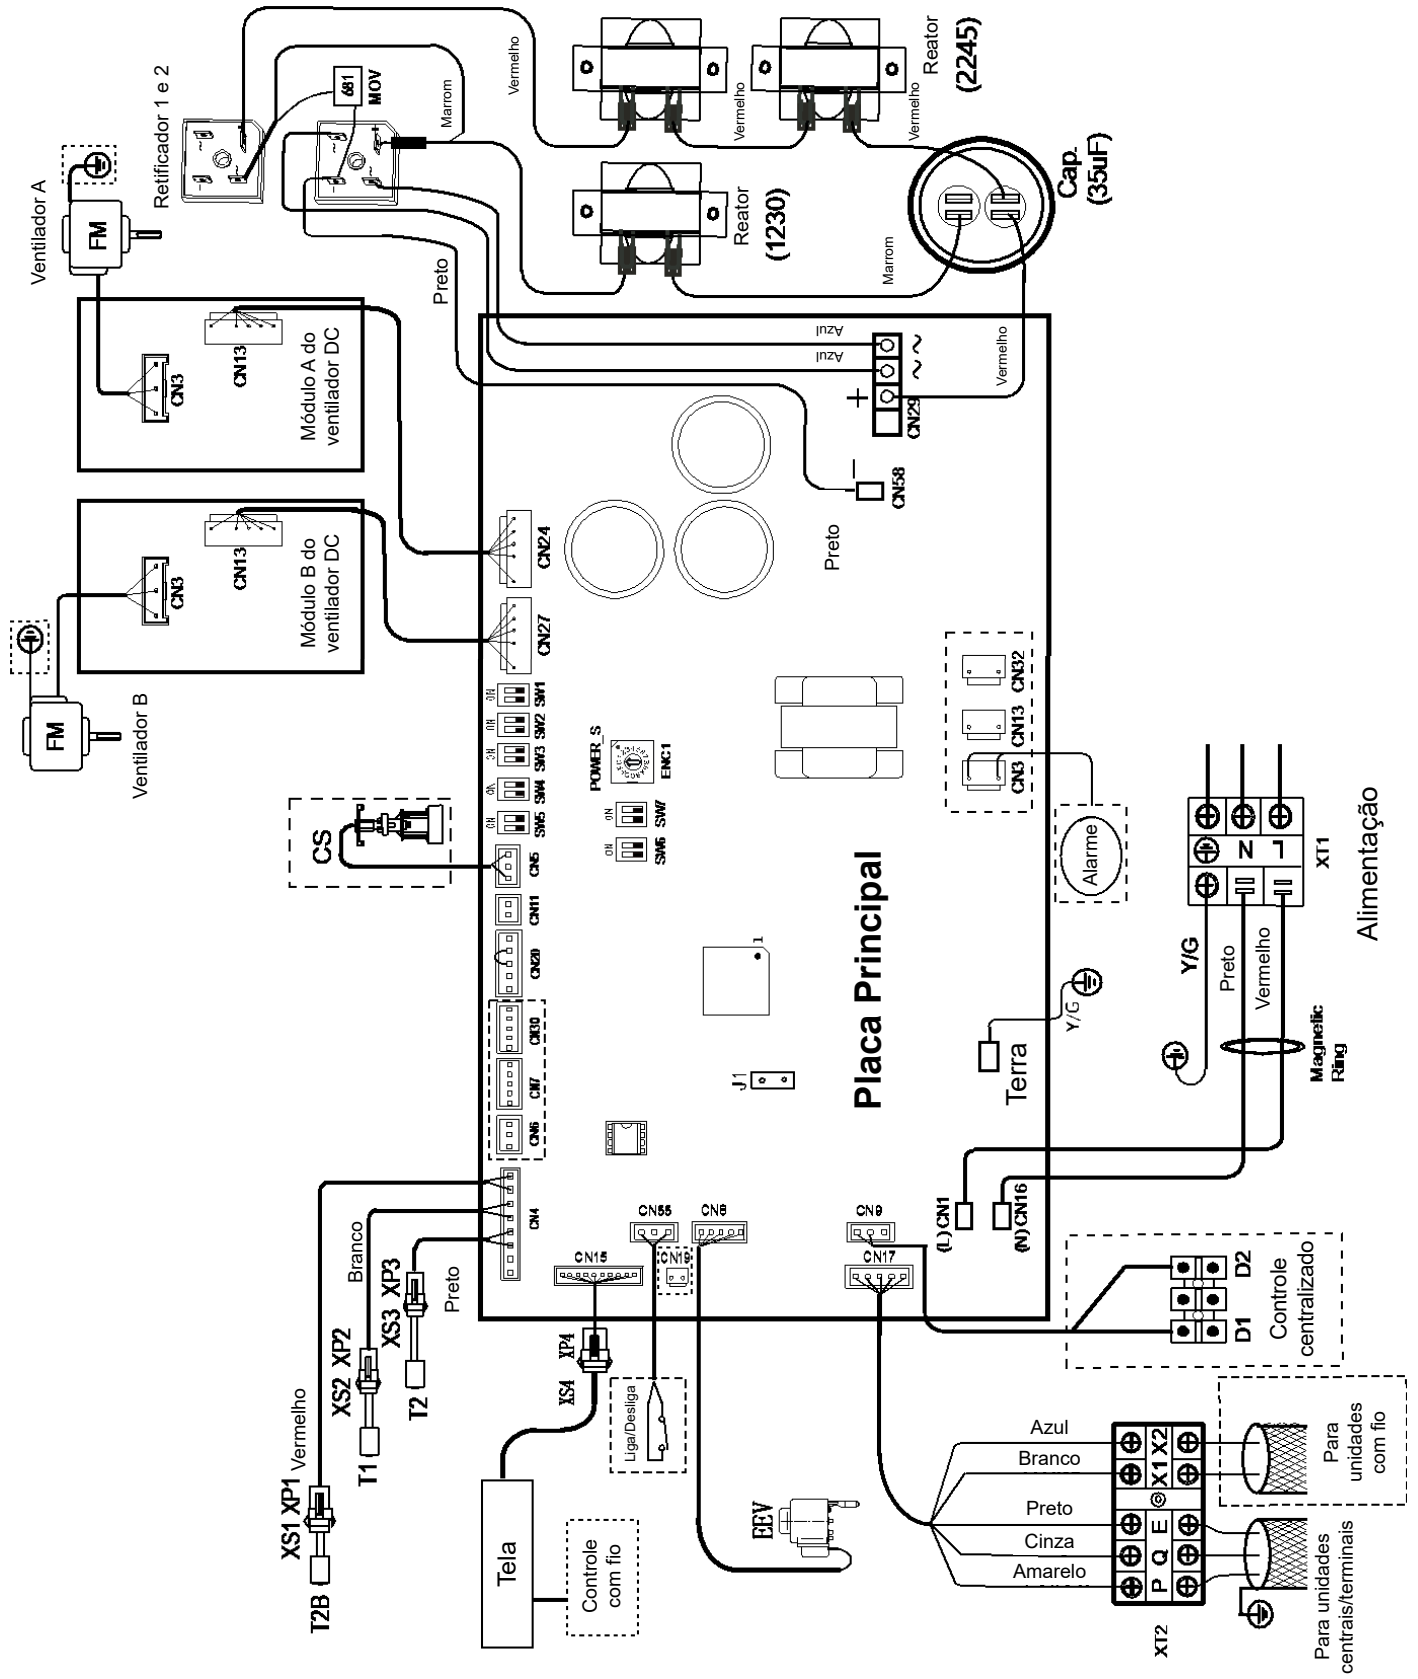 Ventilador A
FM
Retificador 1 e 2
681
MOV
Marrom
Vermelho
Vermelho
Vermelho
Reator
(2245)
Reator
(1230)
Marrom
Cap.
(35uF)
Vermelho
Preto
Azul
Azul
CN3
CN13
Módulo A do
ventilador DC
CN3
CN13
Módulo B do
ventilador DC
FM
Ventilador B
CS
CN24
CN27
SW1
SW2
SW3
SW4
SW5
ON
ON
ON
CN5
CN11
CN20
CN30
CN7
CN6
CN4
POWER_S
ENC1
ON
SW7
ON
SW6
+
CN29
~
~
−
CN58
Preto
CN32
CN13
CN3
Alarme
Placa Principal
1
J1
Terra
Y/G
XT1
N
L
Alimentação
Y/G
Preto
Vermelho
Magnetic
Ring
CN15
CN55
CN19
CN8
CN9
CN17
(L) CN1
(N) CN16
D1
D2
Controle
centralizado
XS1 XP1
Vermelho
T2B
XS2 XP2
Branco
T1
XS3 XP3
Preto
T2
XS4
XP4
Tela
Controle
com fio
Liga/Desliga
EEV
Azul
Branco
Preto
Cinza
Amarelo
P Q E X1 X2
XT2
Para
unidades
com fio
Para unidades
centrais/terminais